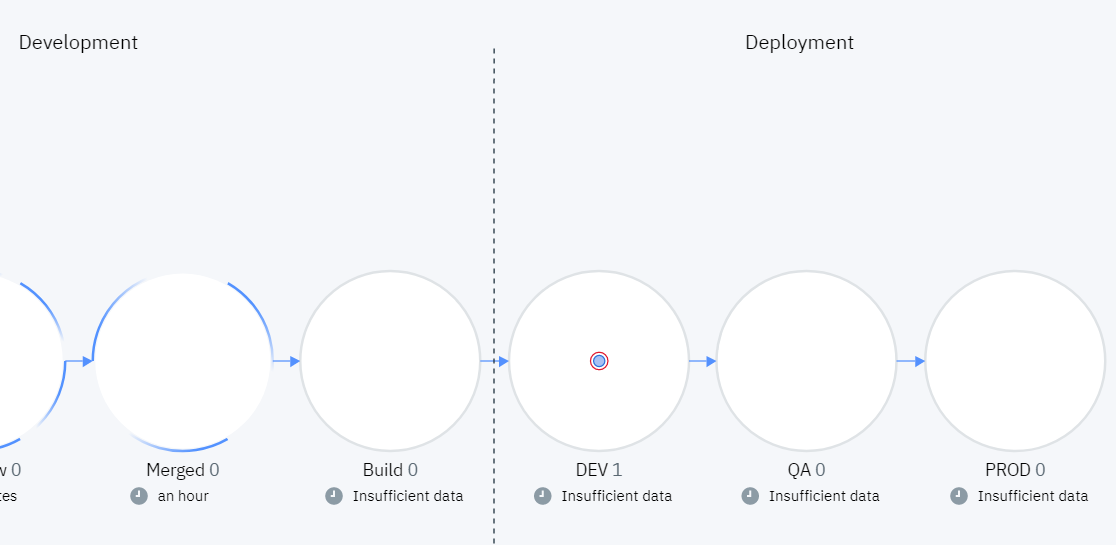 Development
Deployment
w 0
Merged 0
Build 0
DEV 1
QA 0
PROD 0
tes
an hour
Insufficient data
Insufficient data
Insufficient data
Insufficient data